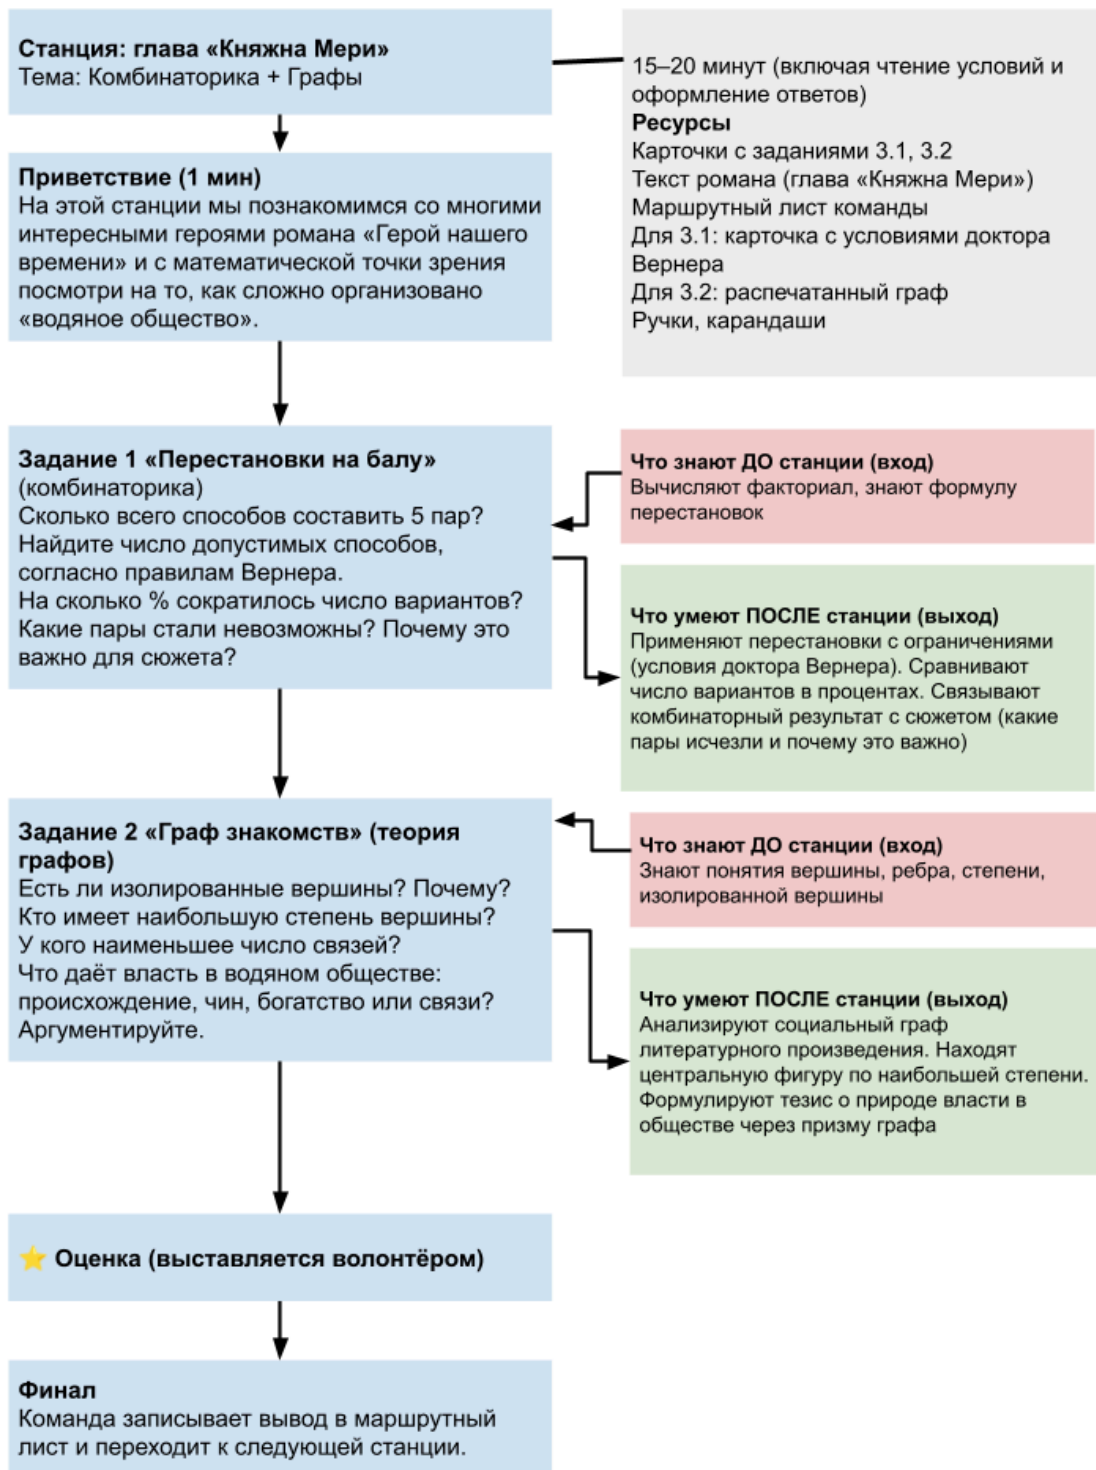 Станция: глава «Княжна Мери»
Тема: Комбинаторика + Графы
15–20 минут (включая чтение условий и
оформление ответов)
Ресурсы
Карточки с заданиями 3.1, 3.2
Текст романа (глава «Княжна Мери»)
Маршрутный лист команды
Для 3.1: карточка с условиями доктора
Вернера
Для 3.2: распечатанный граф
Ручки, карандаши
Приветствие (1 мин)
На этой станции мы познакомимся со многими
интересными героями романа «Герой нашего
времени» и с математической точки зрения
посмотри на то, как сложно организовано
«водяное общество».
Задание 1 «Перестановки на балу»
(комбинаторика)
Сколько всего способов составить 5 пар?
Найдите число допустимых способов,
согласно правилам Вернера.
На сколько % сократилось число вариантов?
Какие пары стали невозможны? Почему это
важно для сюжета?
Что знают ДО станции (вход)
Вычисляют факториал, знают формулу
перестановок
Что умеют ПОСЛЕ станции (выход)
Применяют перестановки с ограничениями
(условия доктора Вернера). Сравнивают
число вариантов в процентах. Связывают
комбинаторный результат с сюжетом (какие
пары исчезли и почему это важно)
Задание 2 «Граф знакомств» (теория
графов)
Есть ли изолированные вершины? Почему?
Кто имеет наибольшую степень вершины?
У кого наименьшее число связей?
Что даёт власть в водяном обществе:
происхождение, чин, богатство или связи?
Аргументируйте.
Что знают ДО станции (вход)
Знают понятия вершины, ребра, степени,
изолированной вершины
Что умеют ПОСЛЕ станции (выход)
Анализируют социальный граф
литературного произведения. Находят
центральную фигуру по наибольшей степени.
Формулируют тезис о природе власти в
обществе через призму графа
⭐ Оценка (выставляется волонтёром)
Финал
Команда записывает вывод в маршрутный
лист и переходит к следующей станции.